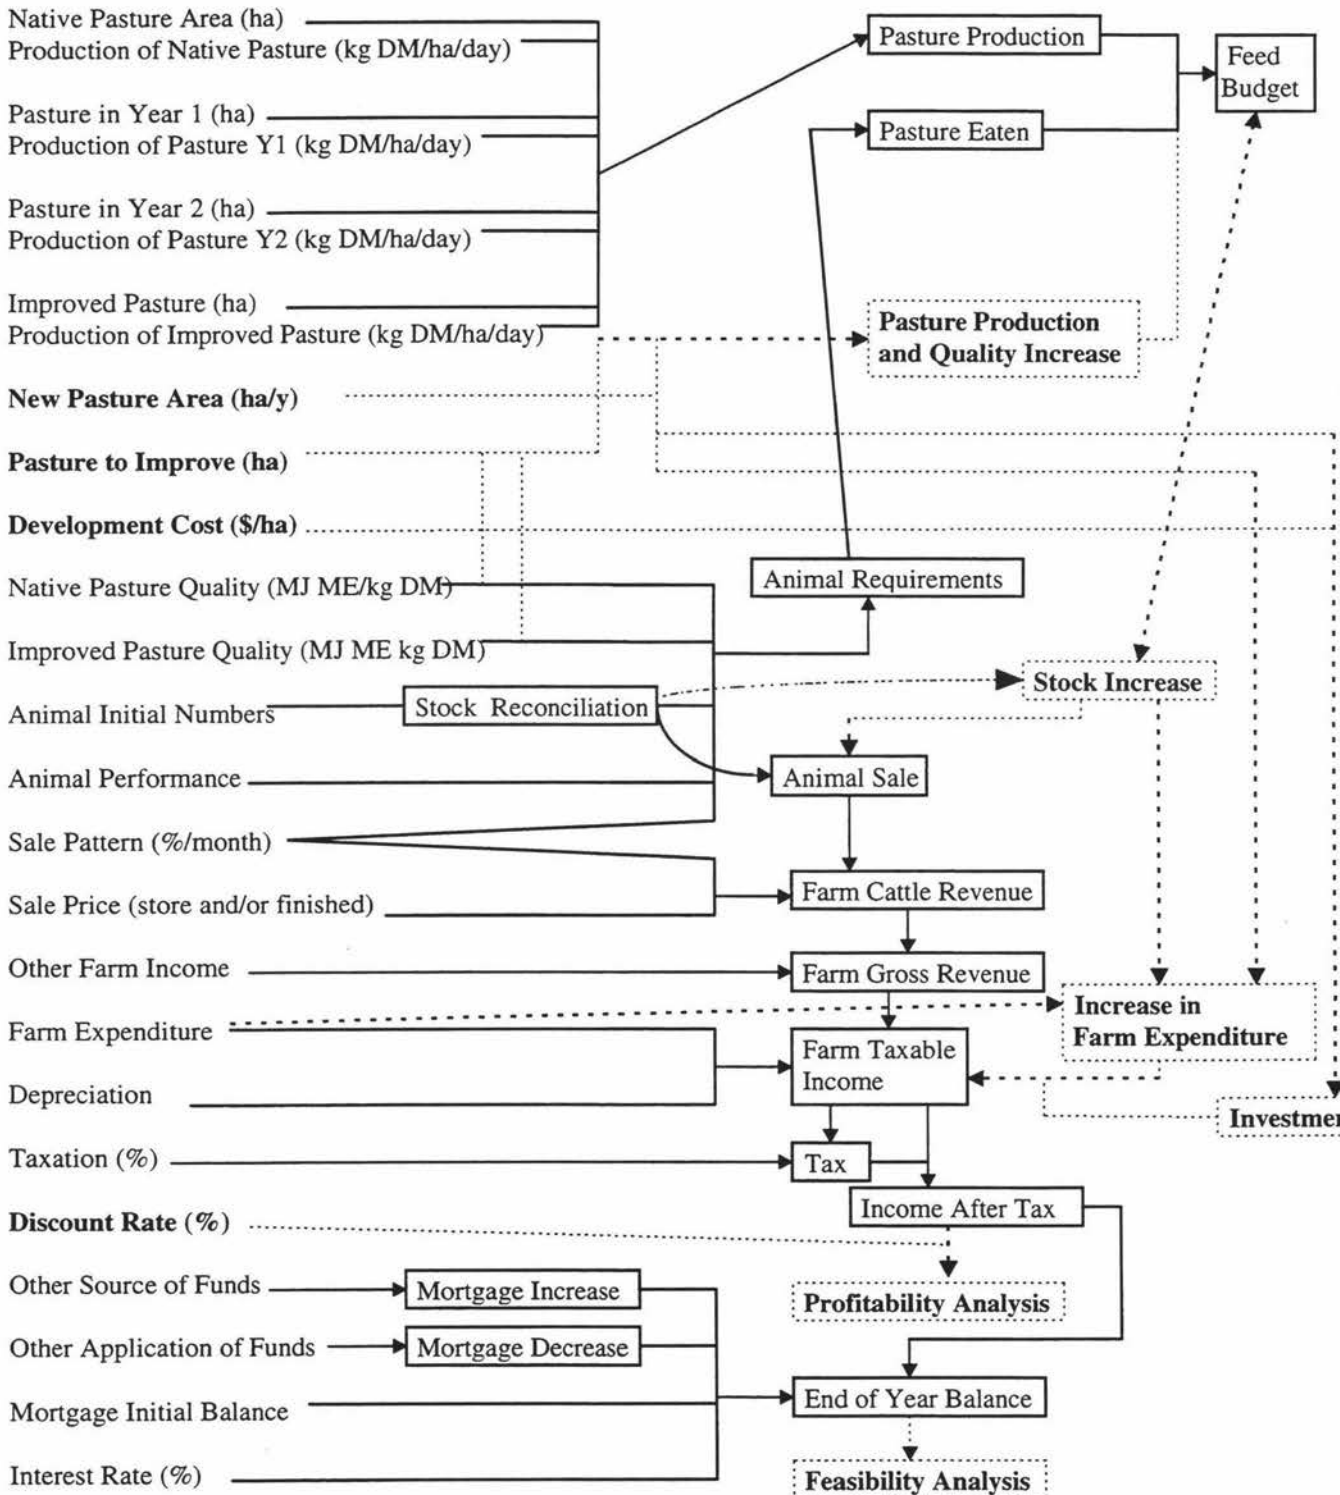 Native Pasture Area (ha)
Production of Native Pasture (kg DM/ha/day)
Pasture Production
Feed
Budget
Pasture in Year 1 (ha)
Production of Pasture Y1 (kg DM/ha/day)
Pasture Eaten
Pasture in Year 2 (ha)
Production of Pasture Y2 (kg DM/ha/day)
Improved Pasture (ha)
Production of Improved Pasture (kg DM/ha/day)
Pasture Production
and Quality Increase
New Pasture Area (ha/y)
Pasture to Improve (ha)
Development Cost ($/ha)
Native Pasture Quality (MJ ME/kg DM)
Animal Requirements
Improved Pasture Quality (MJ ME kg DM)
Stock Increase
Animal Initial Numbers
Stock Reconciliation
Animal Performance
Animal Sale
Sale Pattern (%/month)
Sale Price (store and/or finished)
Farm Cattle Revenue
Other Farm Income
Farm Gross Revenue
Increase in
Farm Expenditure
Farm Expenditure
Farm Taxable
Income
Depreciation
Investmen
Taxation (%)
Tax
Income After Tax
Discount Rate (%)
Other Source of Funds
Mortgage Increase
Profitability Analysis
Other Application of Funds
Mortgage Decrease
Mortgage Initial Balance
End of Year Balance
Interest Rate (%)
Feasibility Analysis